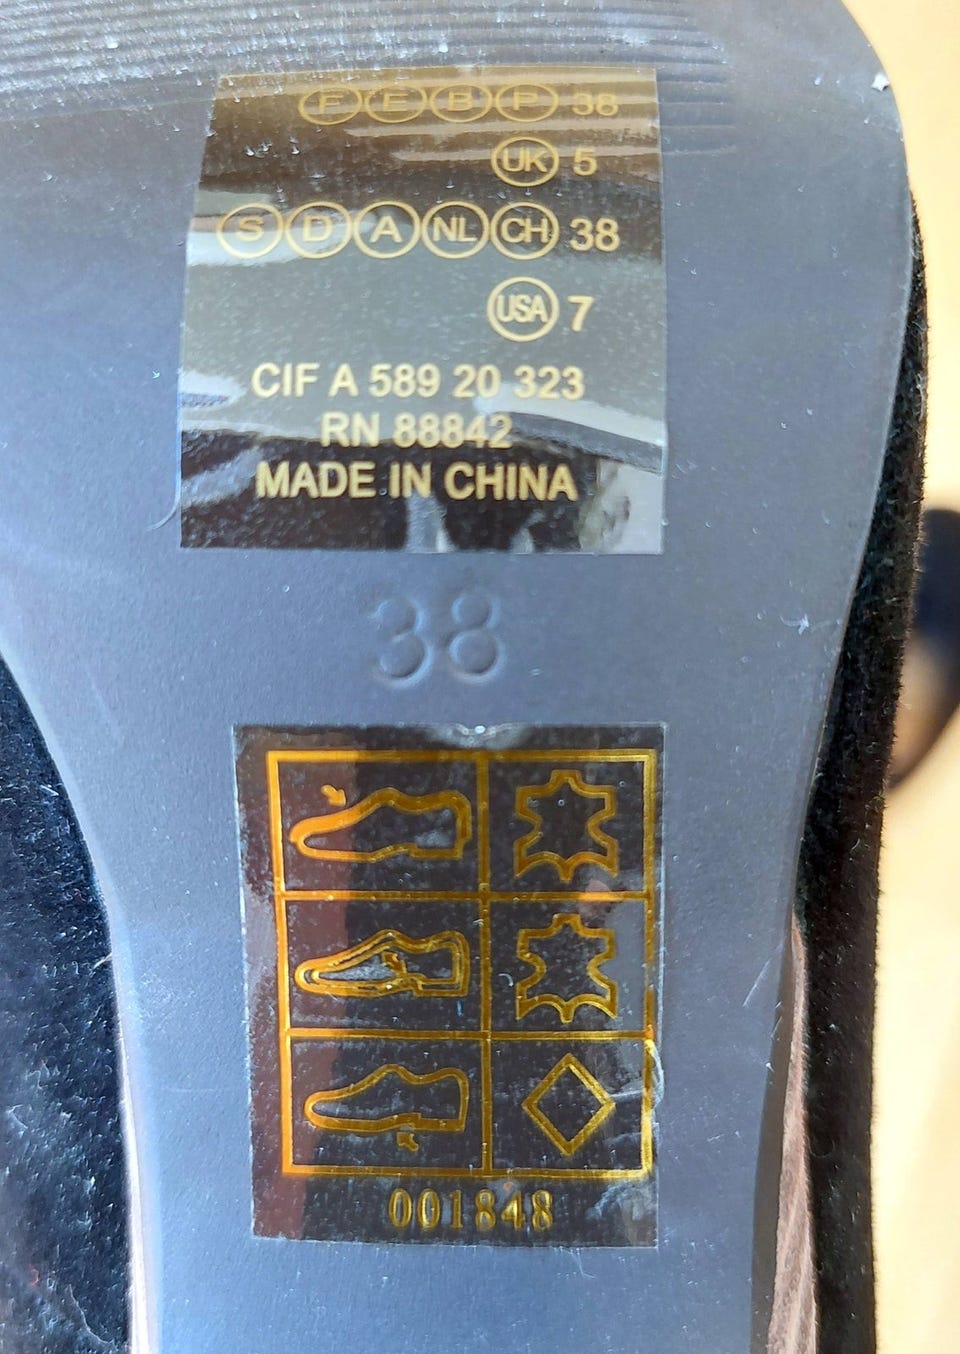 F E B P 38
UK 5
S D A NL CH 38
USA 7
CIF A 589 20 323
RN 88842
MADE IN CHINA
38
001848